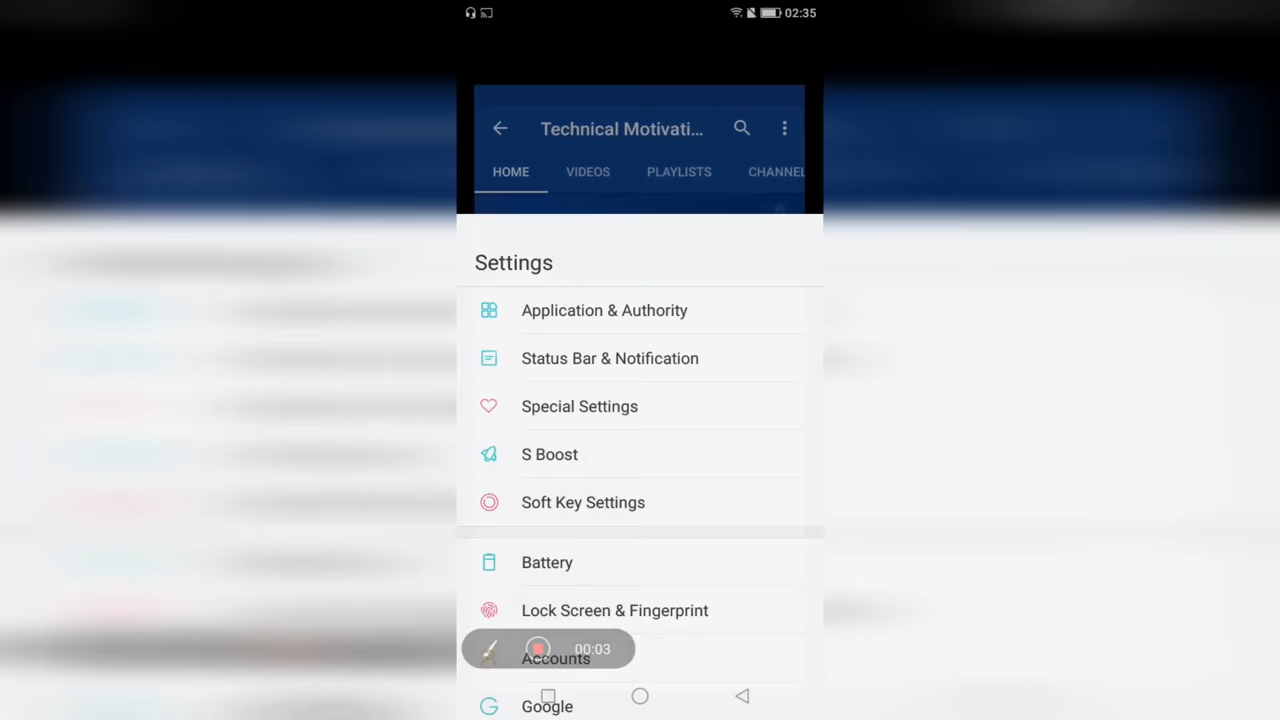 02:35
Technical Motivati...
HOME VIDEOS PLAYLISTS CHANNEL
Settings
Application & Authority
Status Bar & Notification
Special Settings
S Boost
Soft Key Settings
Battery
Lock Screen & Fingerprint
00:03
Accounts
Google